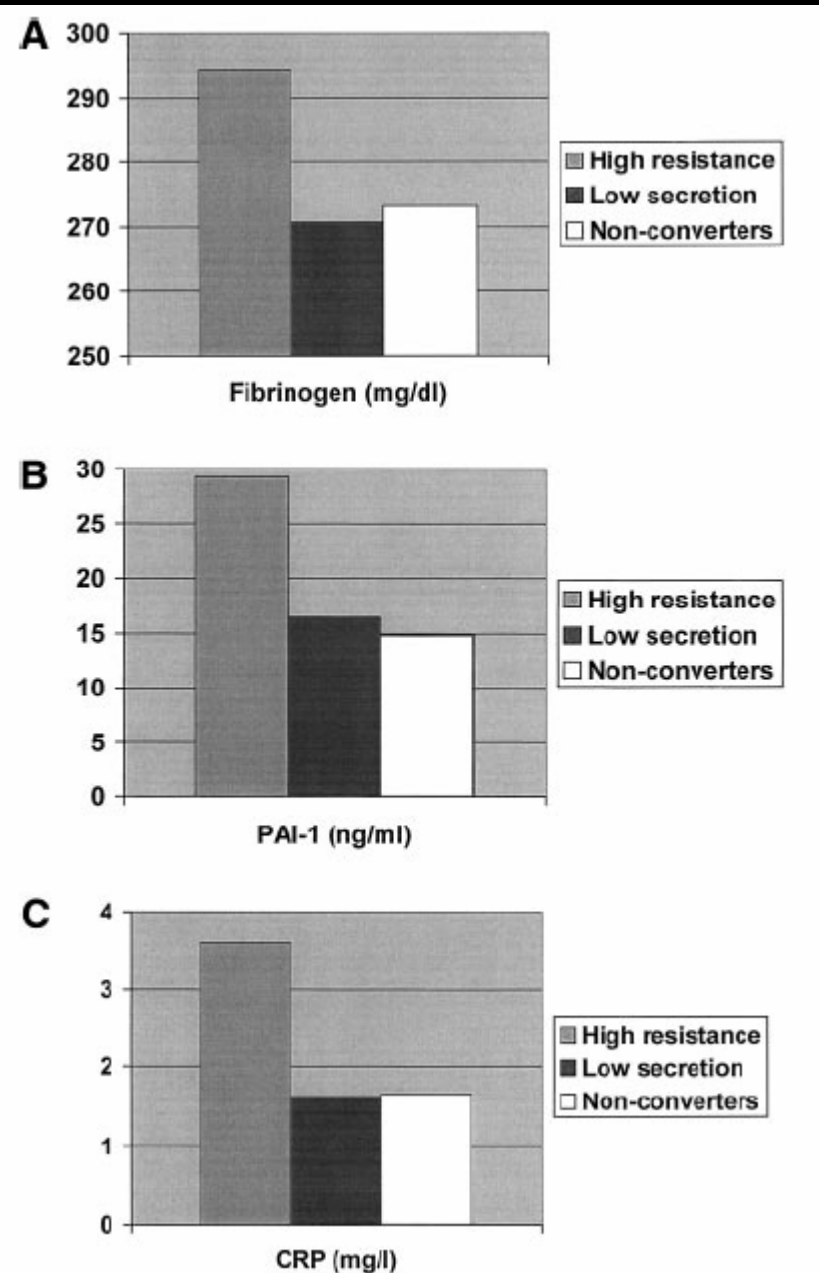 A
300
290
280
270
260
250
High resistance
Low secretion
Non-converters
Fibrinogen (mg/dl)
B
30
25
20
15
10
5
0
High resistance
Low secretion
Non-converters
PAI-1 (ng/ml)
C
4
3
2
1
0
High resistance
Low secretion
Non-converters
CRP (mg/l)